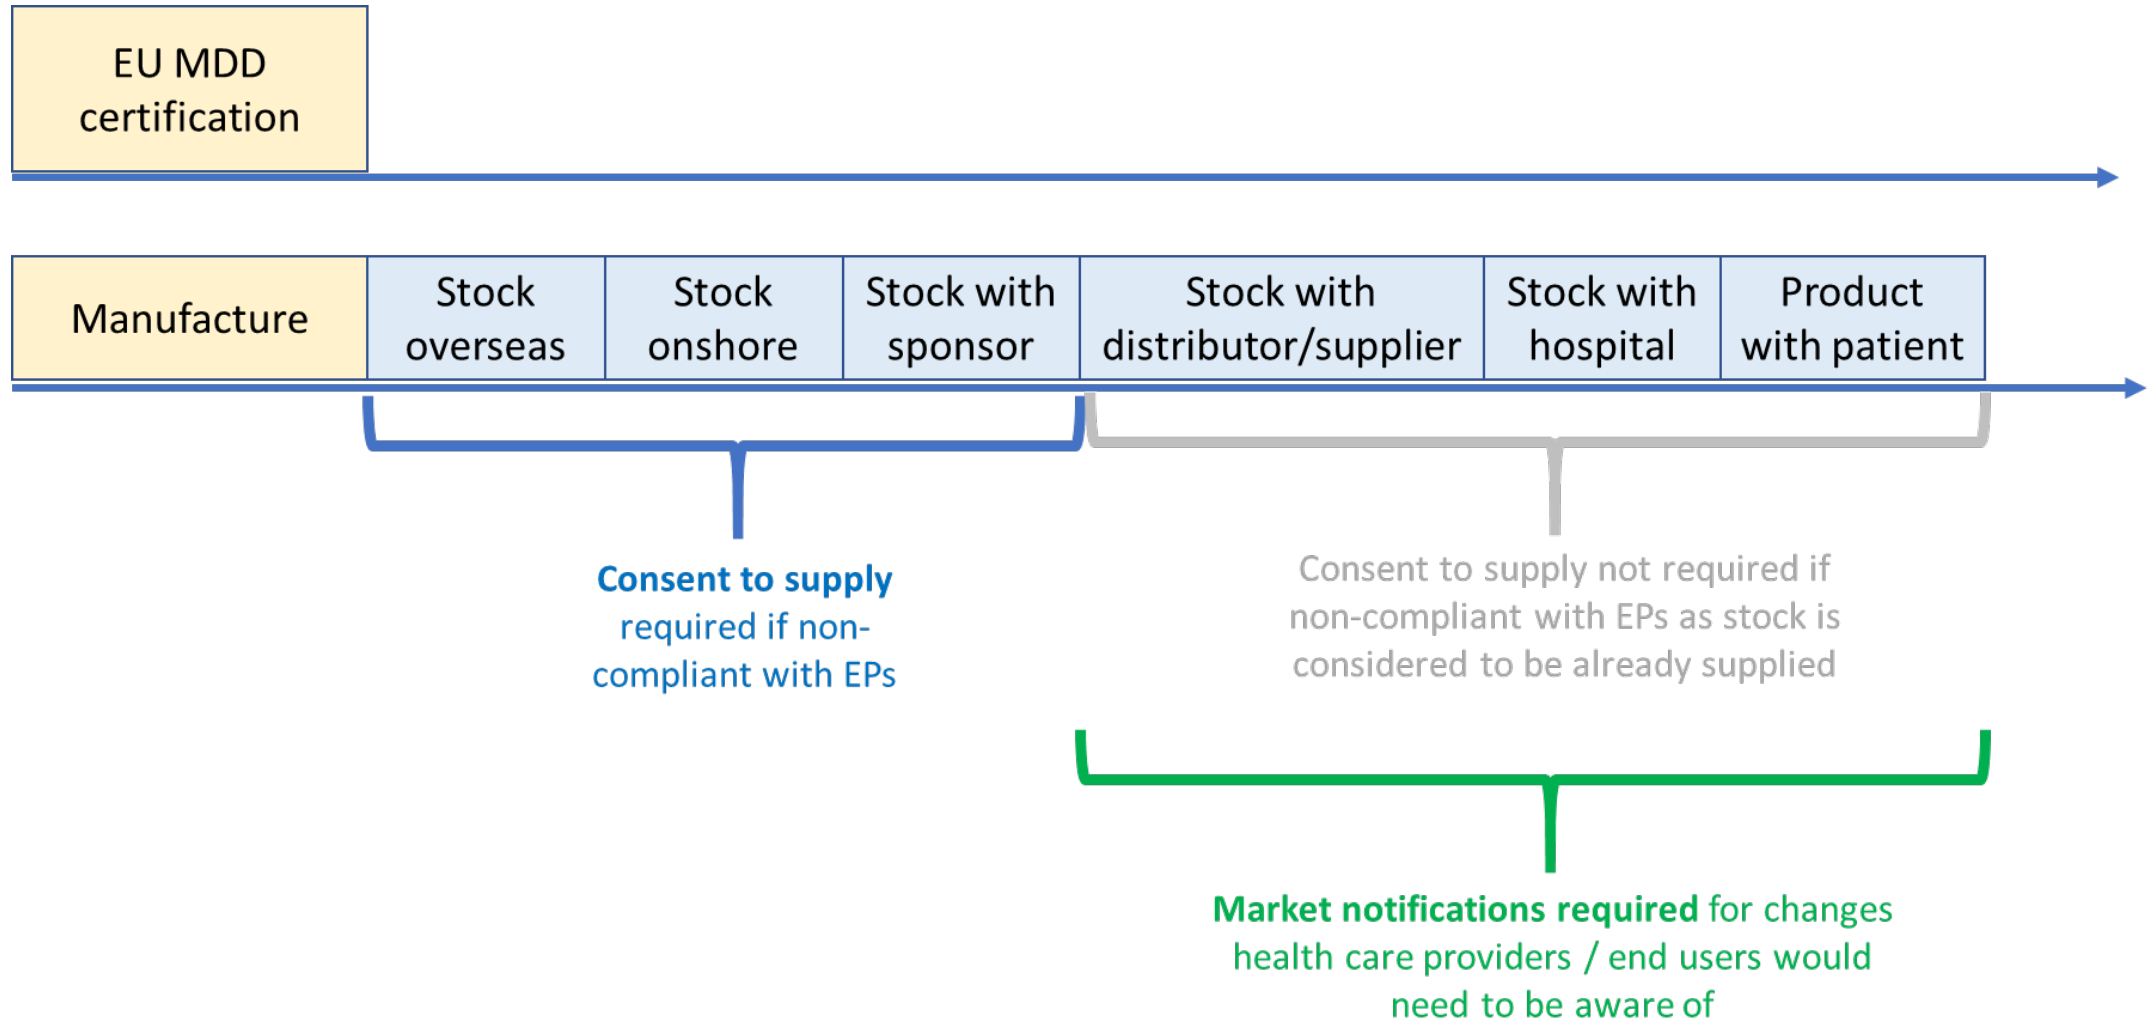 EU MDD
certification
Manufacture
Stock
overseas
Stock
onshore
Stock with
sponsor
Stock with
distributor/supplier
Stock with
hospital
Product
with patient
Consent to supply
required if non-
compliant with EPs
Consent to supply not required if
non-compliant with EPs as stock is
considered to be already supplied
Market notifications required for changes
health care providers / end users would
need to be aware of